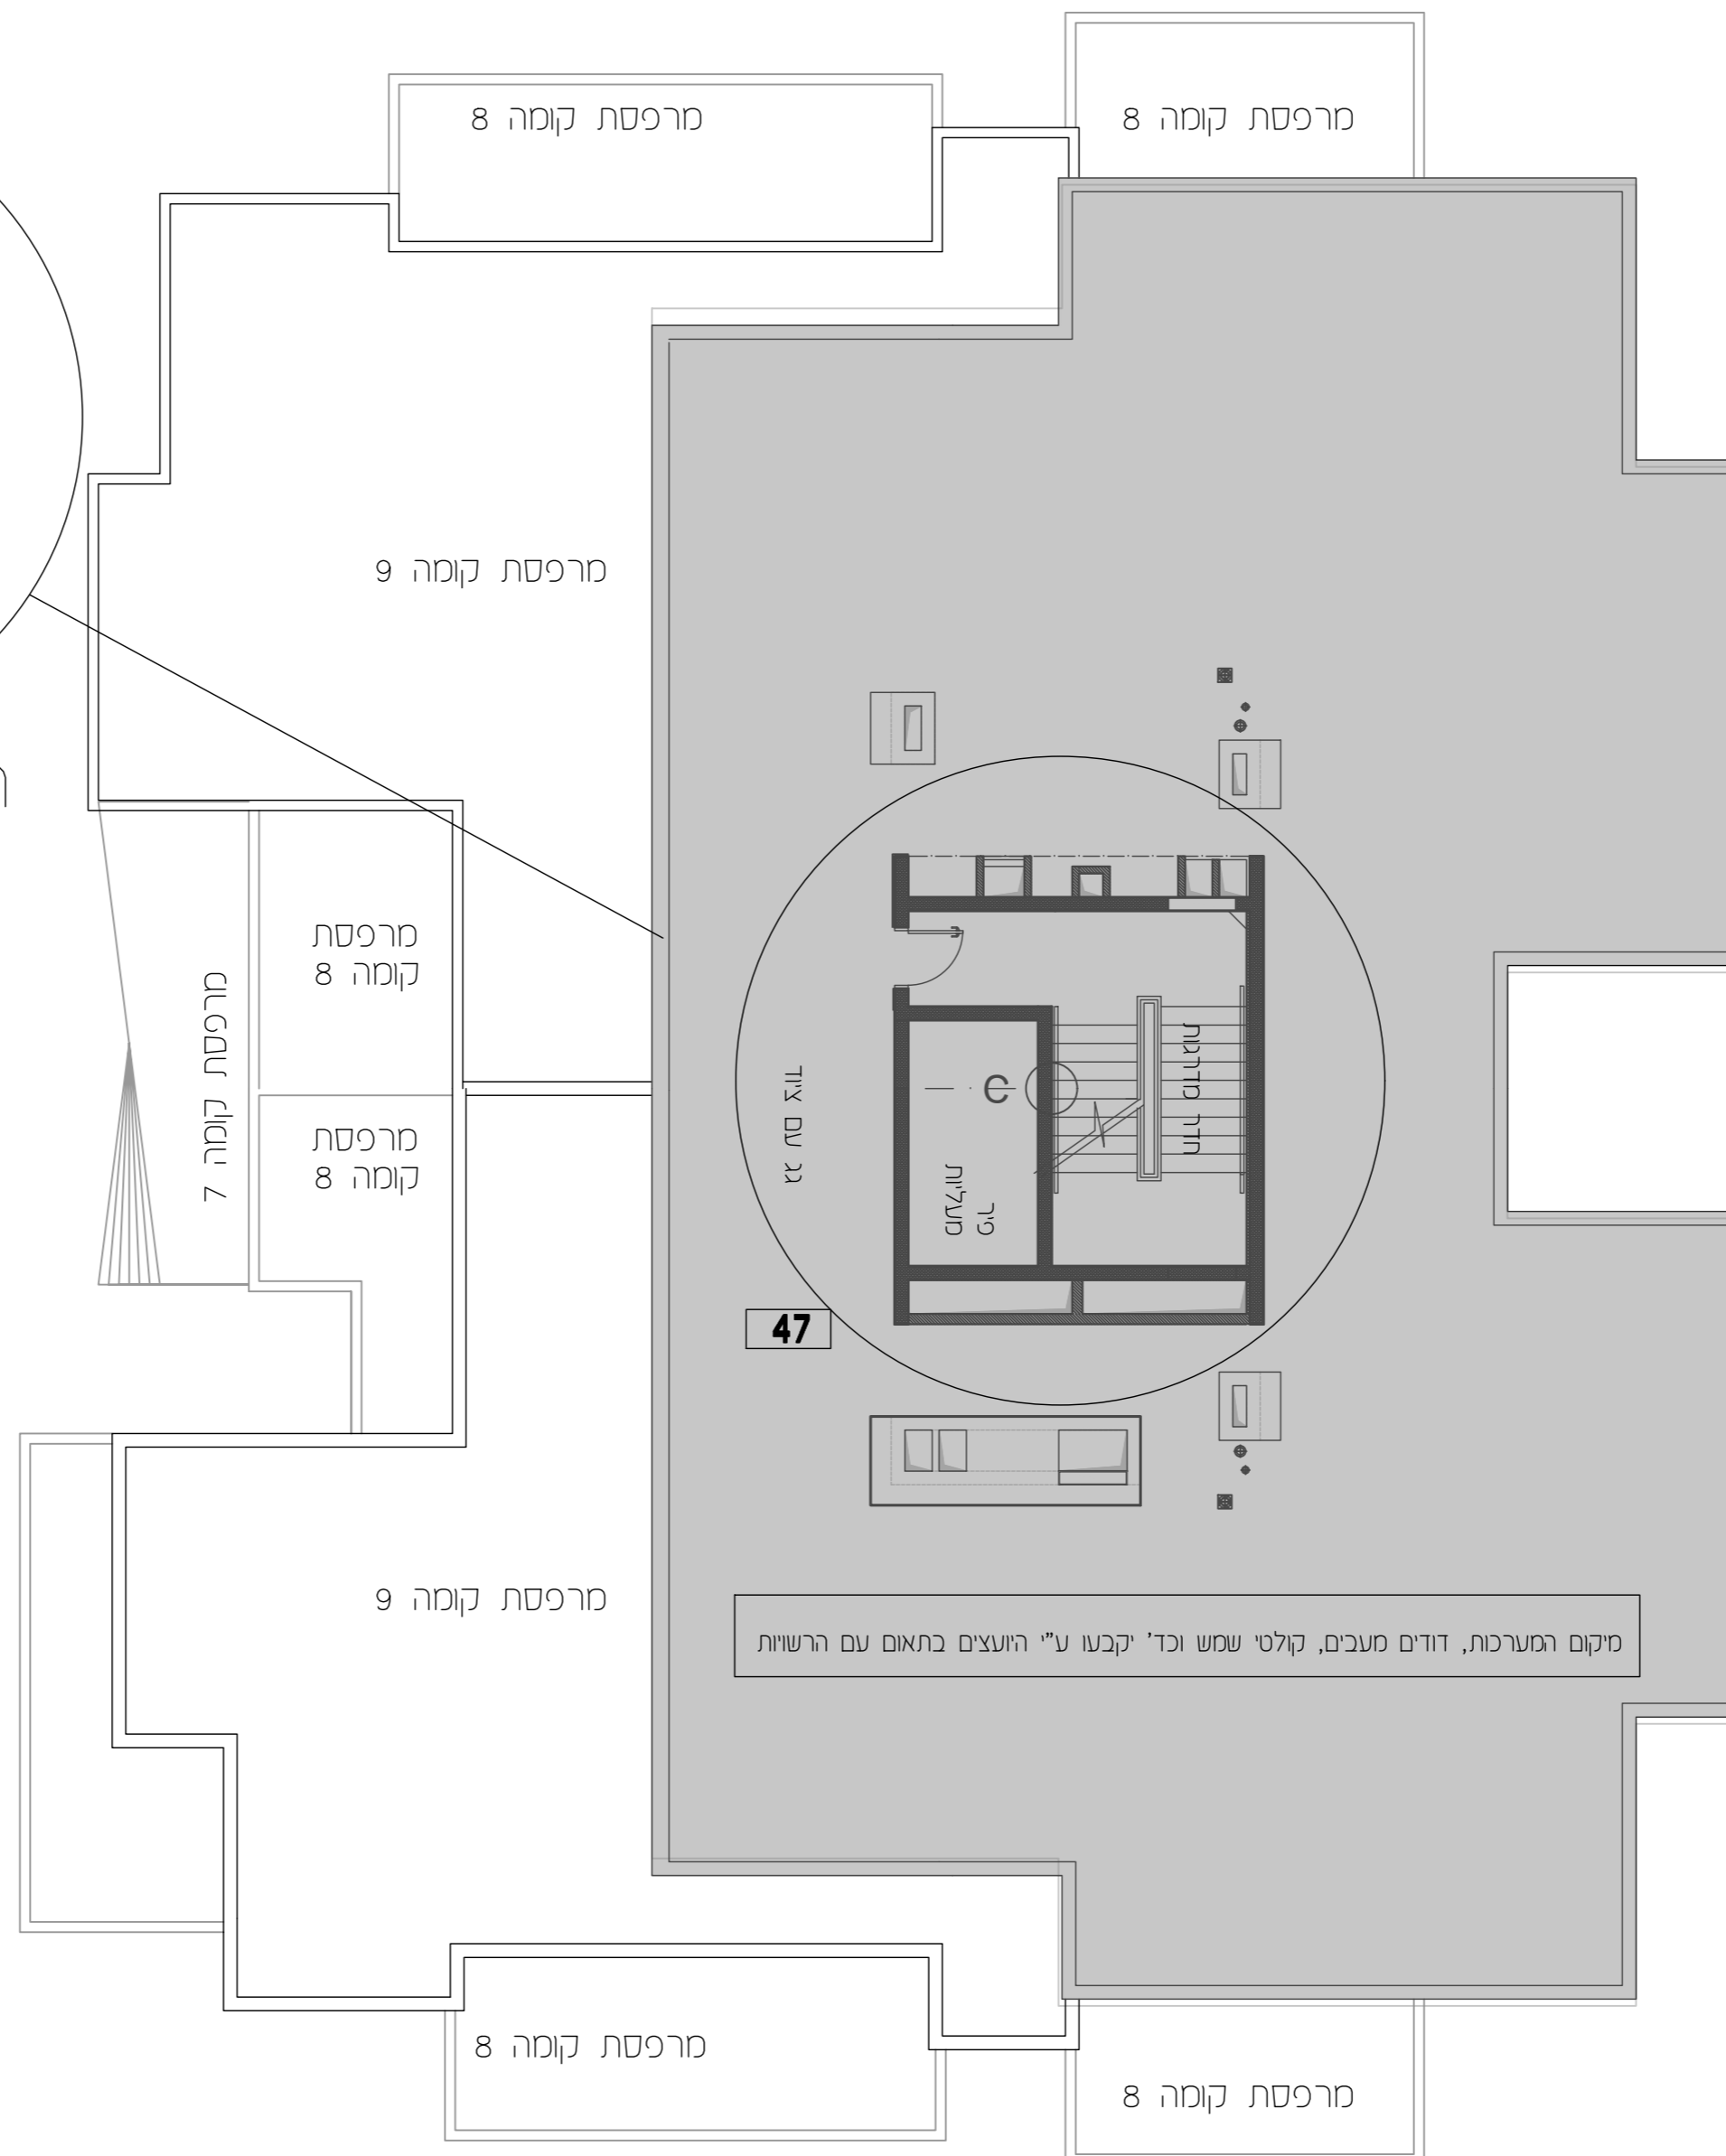 מרפסת קומה 8
מרפסת קומה 8
מרפסת קומה 9
מרפסת
קומה 8
מרפסת קומה 7
מרפסת
קומה 8
חדר מדרגות
גג עם ציוד
פיר
מעליות
C
47
מרפסת קומה 9
מיקום המערכות, דודים מעבים, קולטי שמש וכד' יקבעו ע"י היועצים בתאום עם הרשויות
מרפסת קומה 8
מרפסת קומה 8